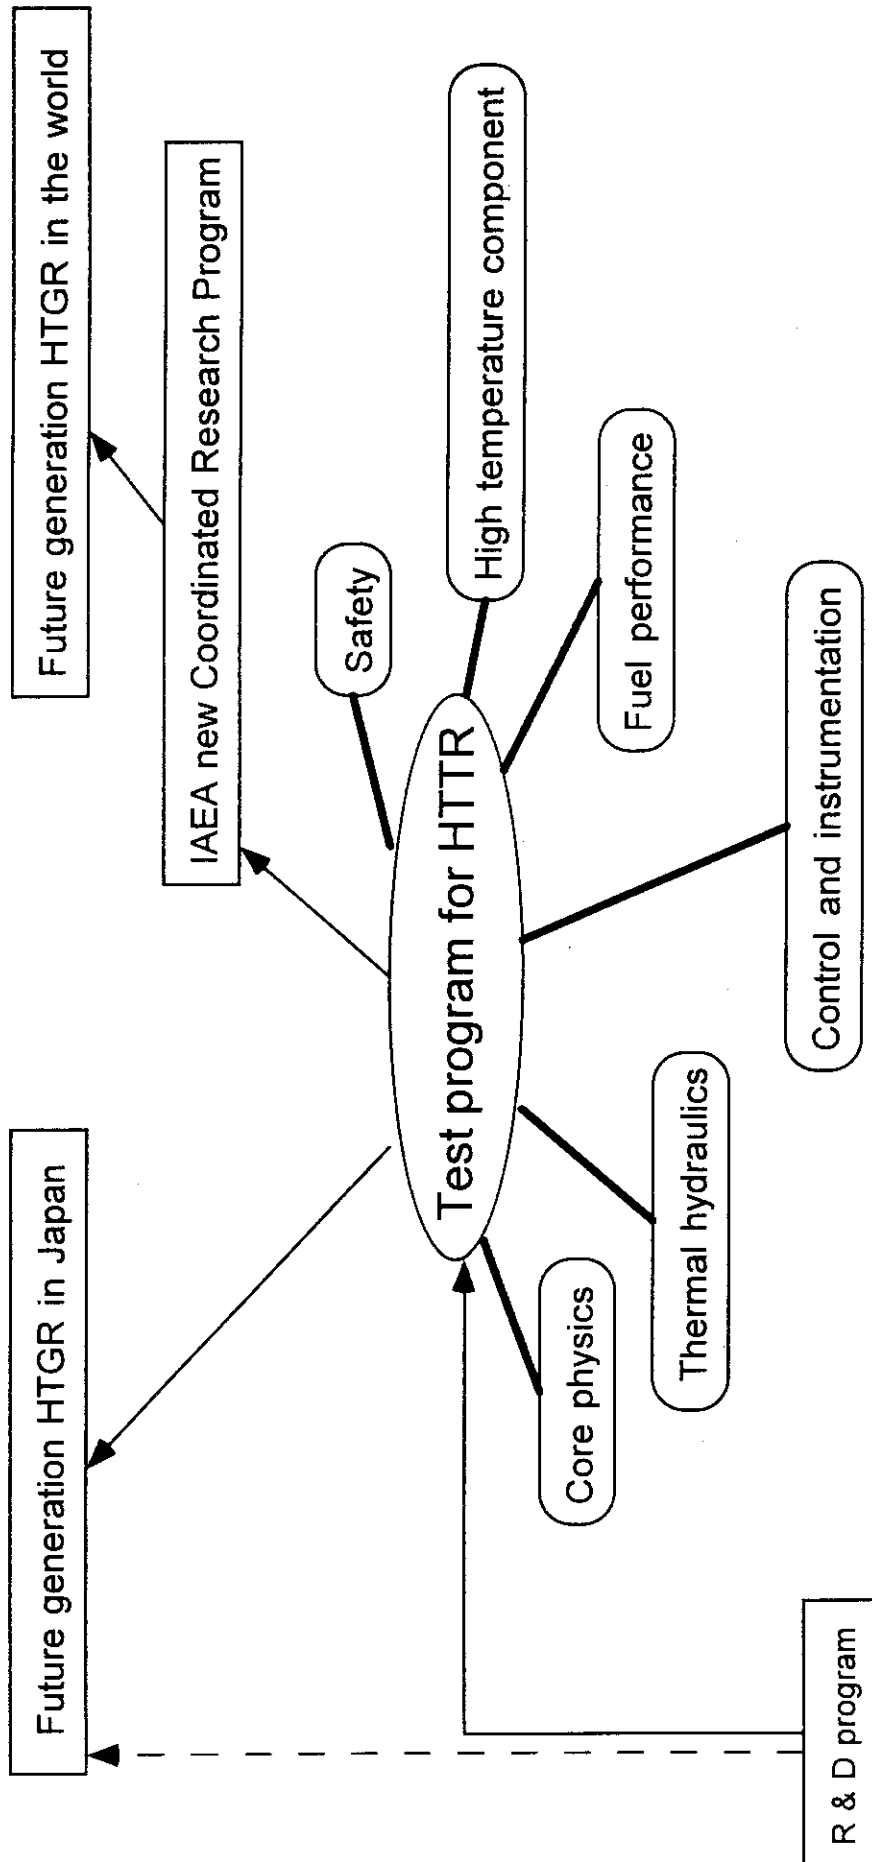 Future generation HTGR in Japan
Future generation HTGR in the world
IAEA new Coordinated Research Program
Safety
Test program for HTTR
High temperature component
Core physics
Fuel performance
Thermal hydraulics
Control and instrumentation
R & D program